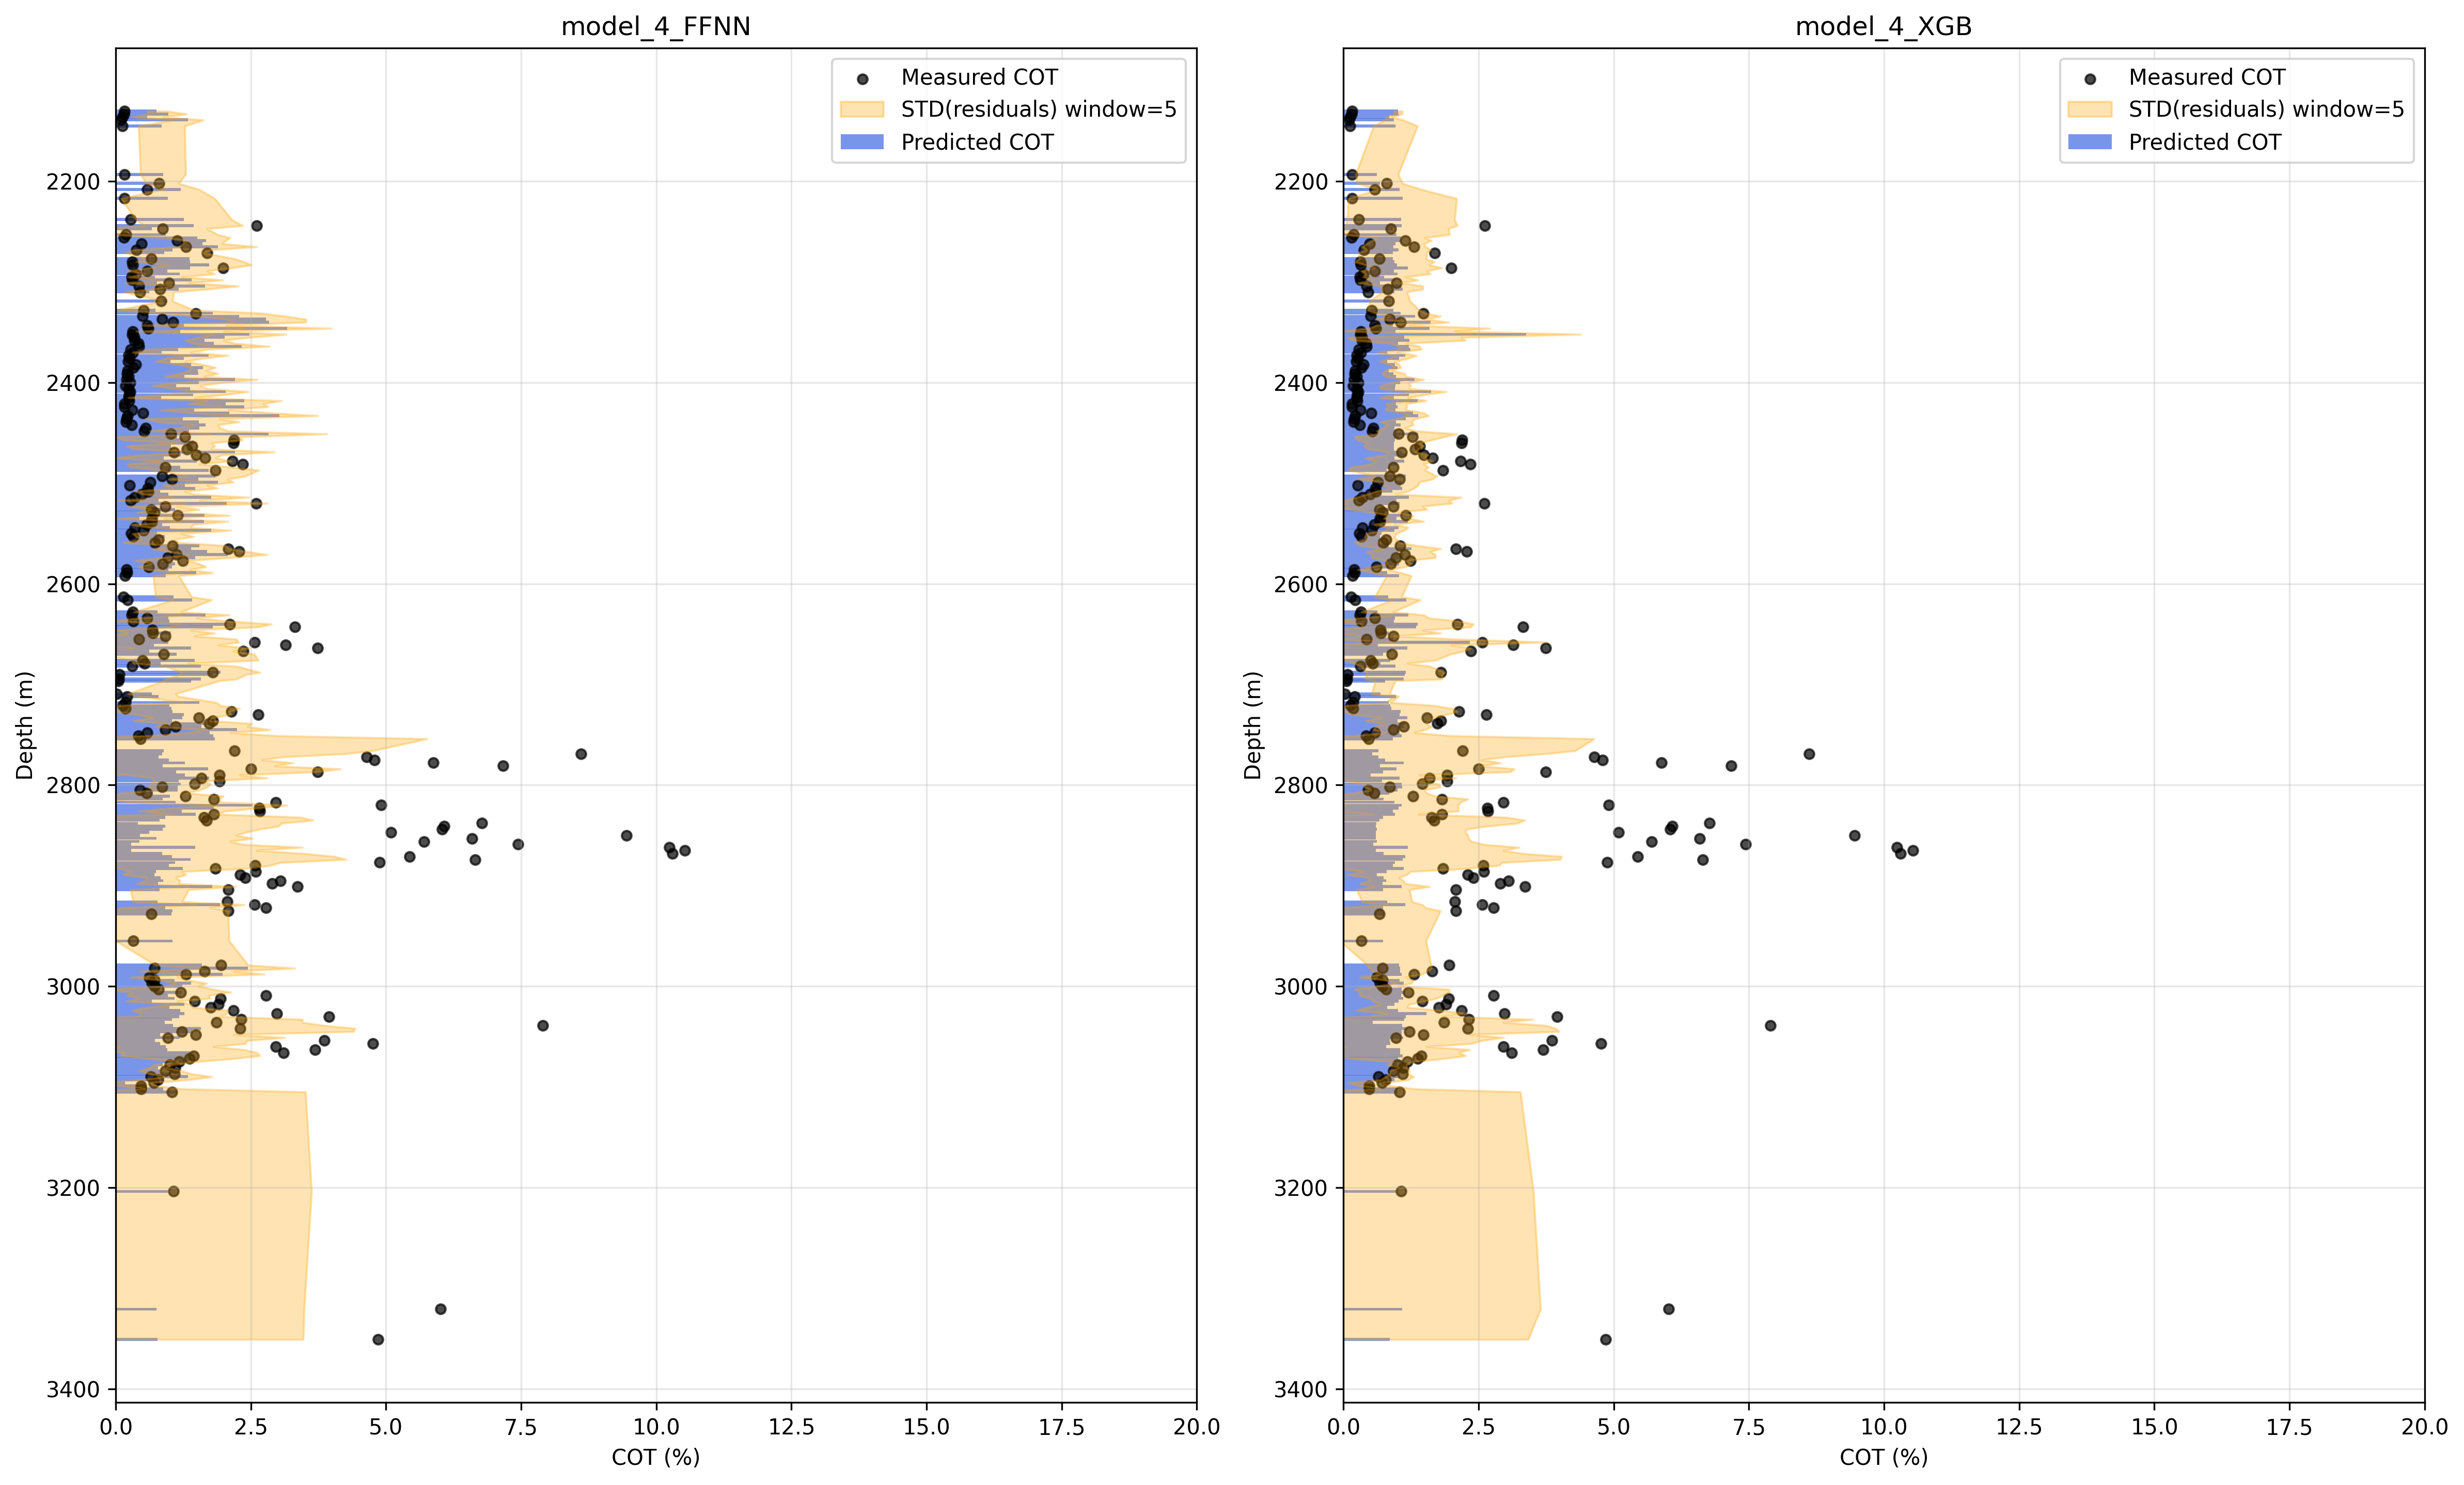 model_4_FFNN
Measured COT
STD(residuals) window=5
Predicted COT
Depth (m)
2200
2400
2600
2800
3000
3200
3400
0.0 2.5 5.0 7.5 10.0 12.5 15.0 17.5 20.0
COT (%)
model_4_XGB
Measured COT
STD(residuals) window=5
Predicted COT
Depth (m)
2200
2400
2600
2800
3000
3200
3400
0.0 2.5 5.0 7.5 10.0 12.5 15.0 17.5 20.0
COT (%)